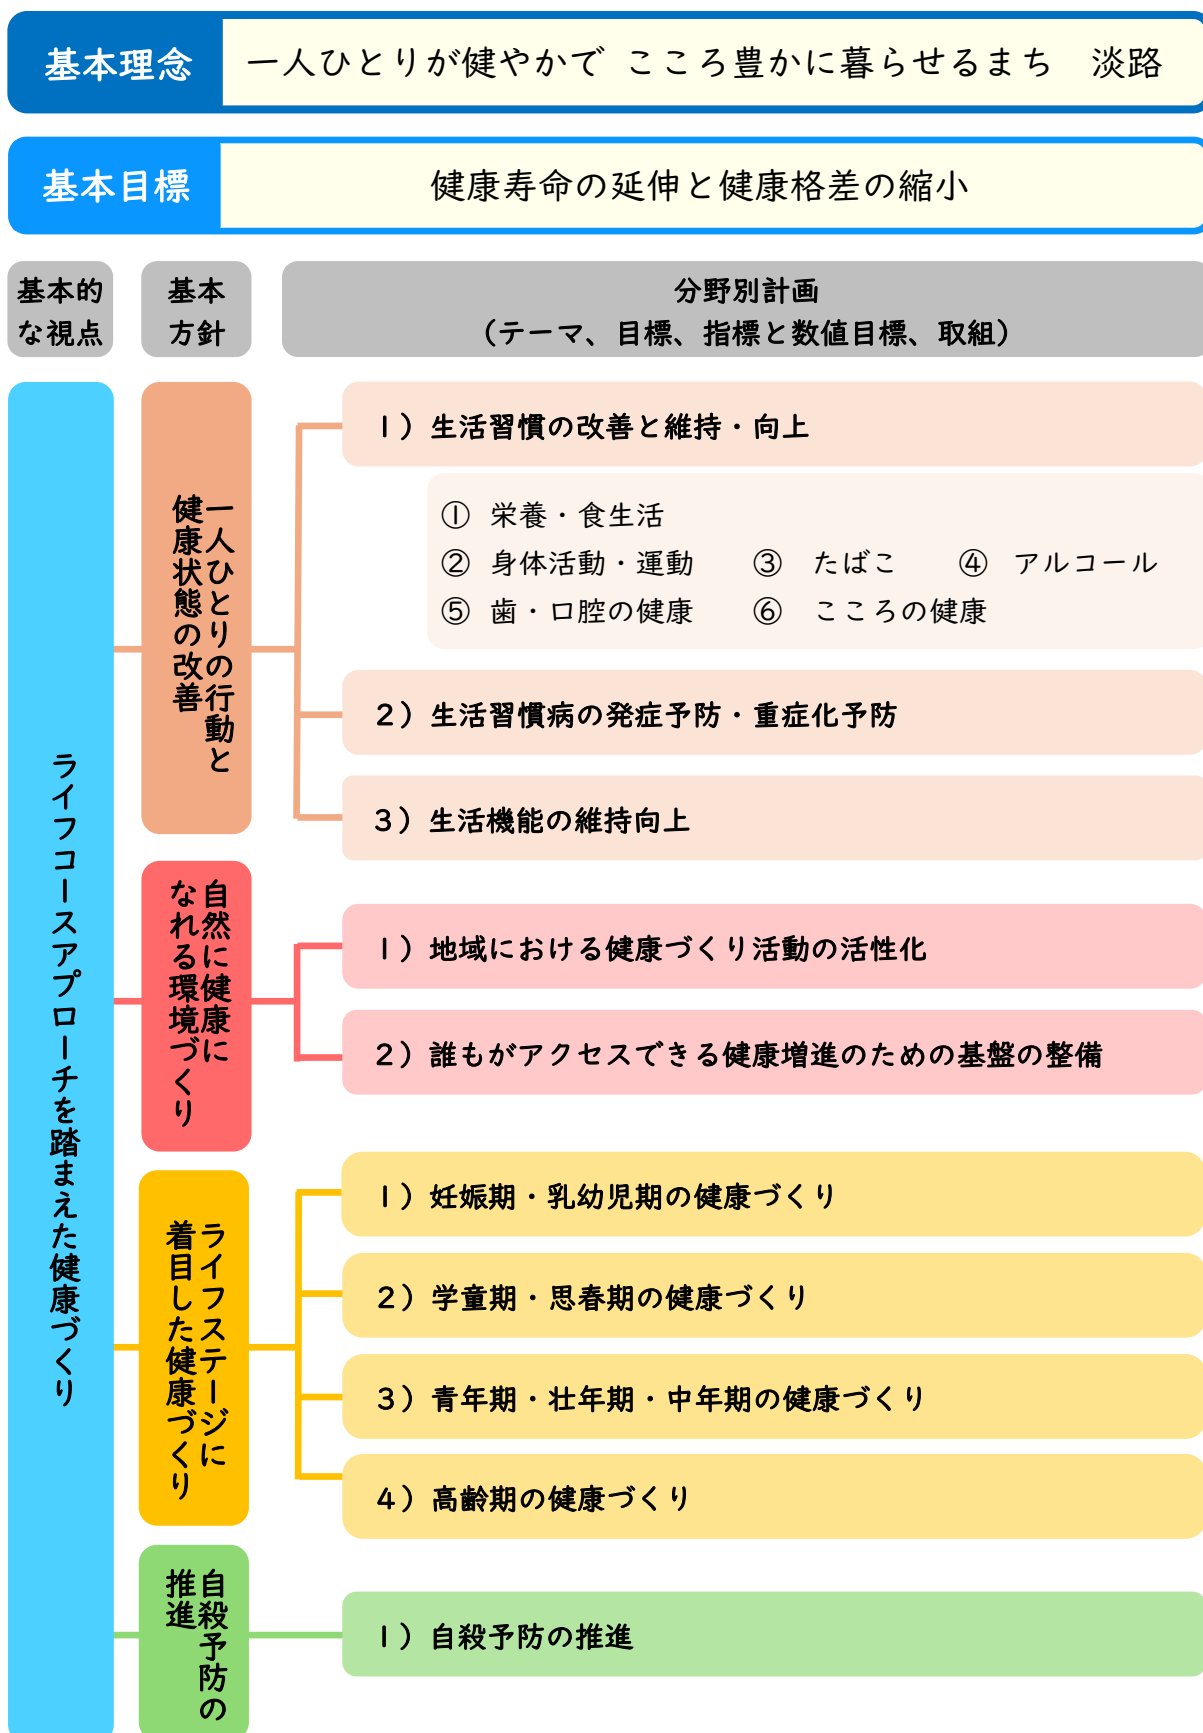 基本理念
一人ひとりが健やかで こころ豊かに暮らせるまち　淡路
基本目標
健康寿命の延伸と健康格差の縮小
基本的
な視点
基本
方針
分野別計画
（テーマ、目標、指標と数値目標、取組）
ライフコースアプローチを踏まえた健康づくり
一人ひとりの行動と
健康状態の改善
１）生活習慣の改善と維持・向上
① 栄養・食生活
② 身体活動・運動　③ たばこ　④ アルコール
⑤ 歯・口腔の健康　⑥ こころの健康
２）生活習慣病の発症予防・重症化予防
３）生活機能の維持向上
自然に健康に
なれる環境づくり
１）地域における健康づくり活動の活性化
２）誰もがアクセスできる健康増進のための基盤の整備
ライフステージに
着目した健康づくり
１）妊娠期・乳幼児期の健康づくり
２）学童期・思春期の健康づくり
３）青年期・壮年期・中年期の健康づくり
４）高齢期の健康づくり
自殺予防の
推進
１）自殺予防の推進